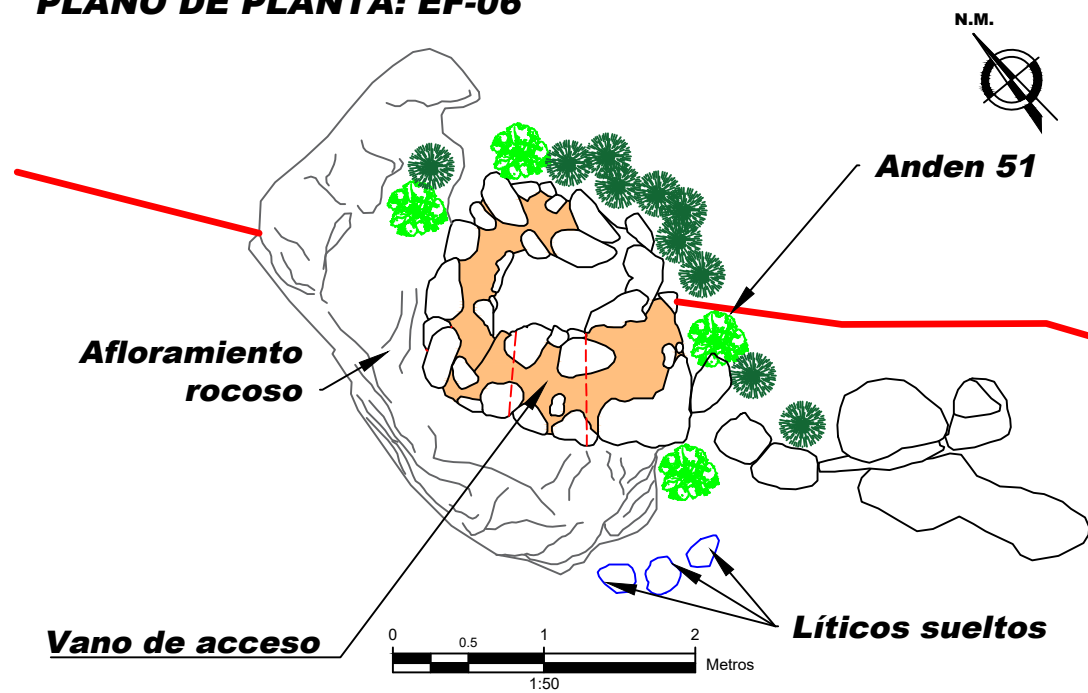 PLANO DE PLANTA: EF-06
N.M.
Anden 51
Afloramiento
rocoso
Vano de acceso
Líticos sueltos
0 0.5 1 2
Metros
1:50